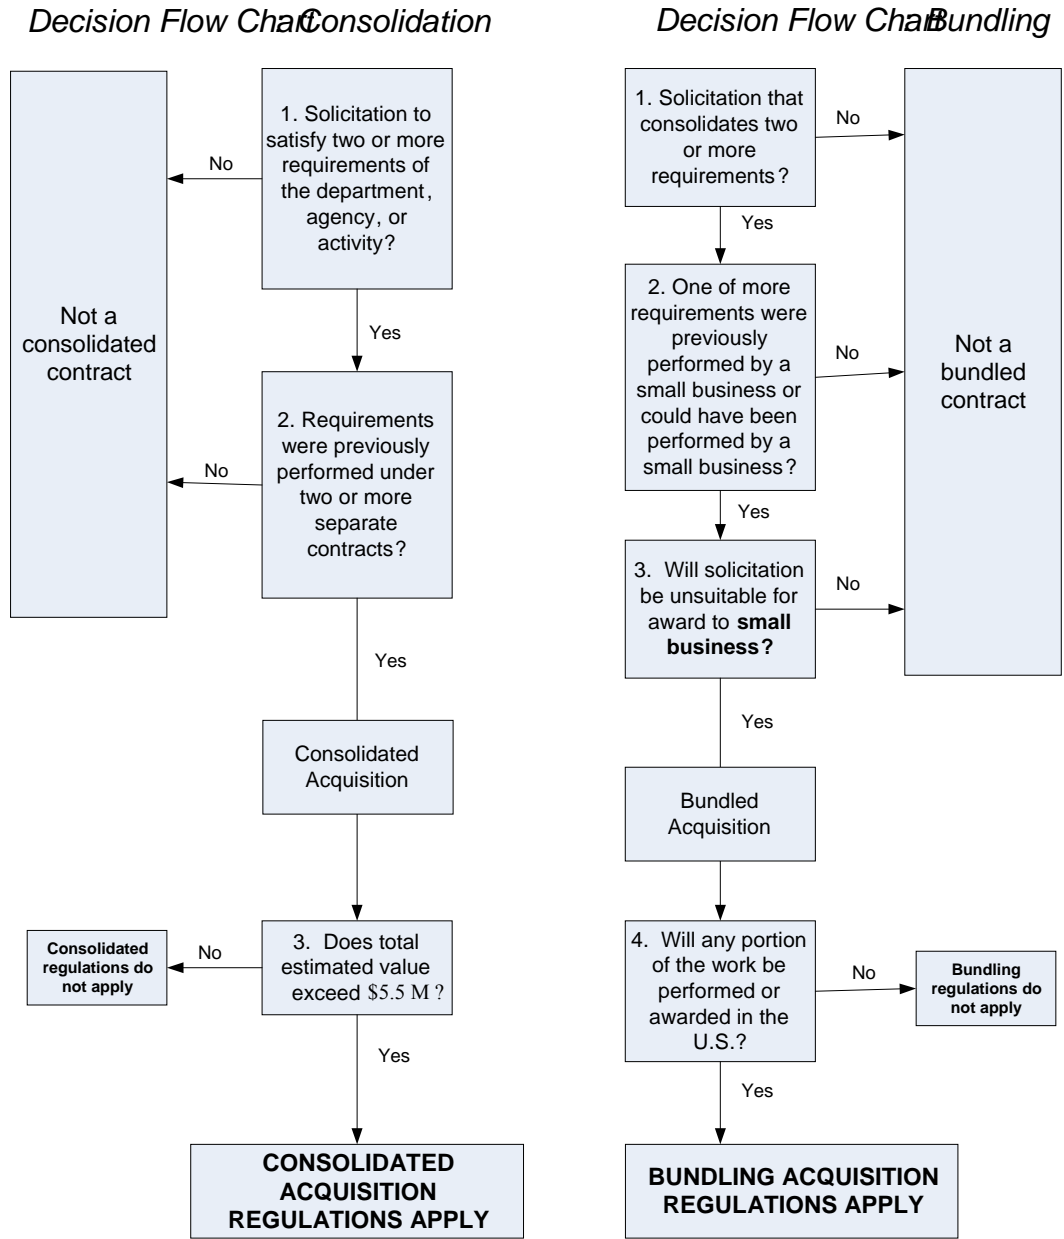 Decision Flow Chart: Consolidation
1. Solicitation to
satisfy two or more
requirements of
the department,
agency, or
activity?
No
Yes
Not a
consolidated
contract
2. Requirements
were previously
performed under
two or more
separate
contracts?
No
Yes
Consolidated
Acquisition
3. Does total
estimated value
exceed $5.5 M ?
No
Consolidated
regulations do
not apply
Yes
CONSOLIDATED
ACQUISITION
REGULATIONS APPLY
Decision Flow Chart: Bundling
1. Solicitation that
consolidates two
or more
requirements?
No
Yes
2. One of more
requirements were
previously
performed by a
small business or
could have been
performed by a
small business?
No
Yes
Not a
bundled
contract
3. Will solicitation
be unsuitable for
award to small
business?
No
Yes
Bundled
Acquisition
4. Will any portion
of the work be
performed or
awarded in the
U.S.?
No
Bundling
regulations do
not apply
Yes
BUNDLING ACQUISITION
REGULATIONS APPLY